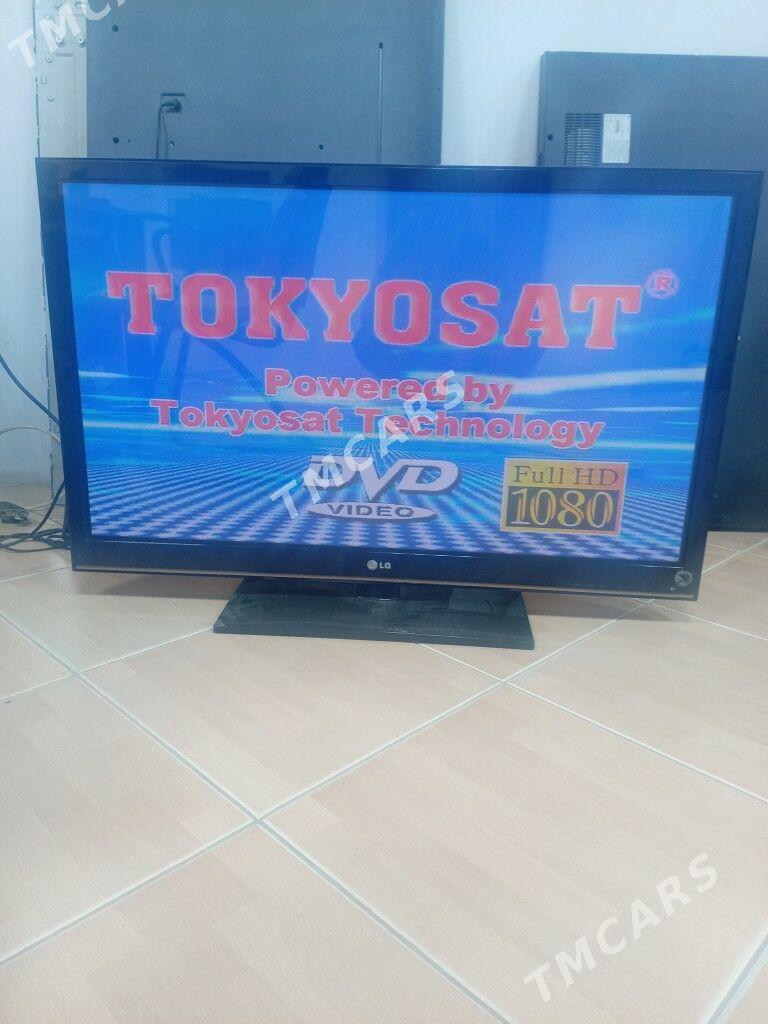 TMCARS
TOKYOSAT®
Powered by
Tokyosat Technology
TMCARS
DVD
VIDEO
Full HD
1080
LG
TMCARS